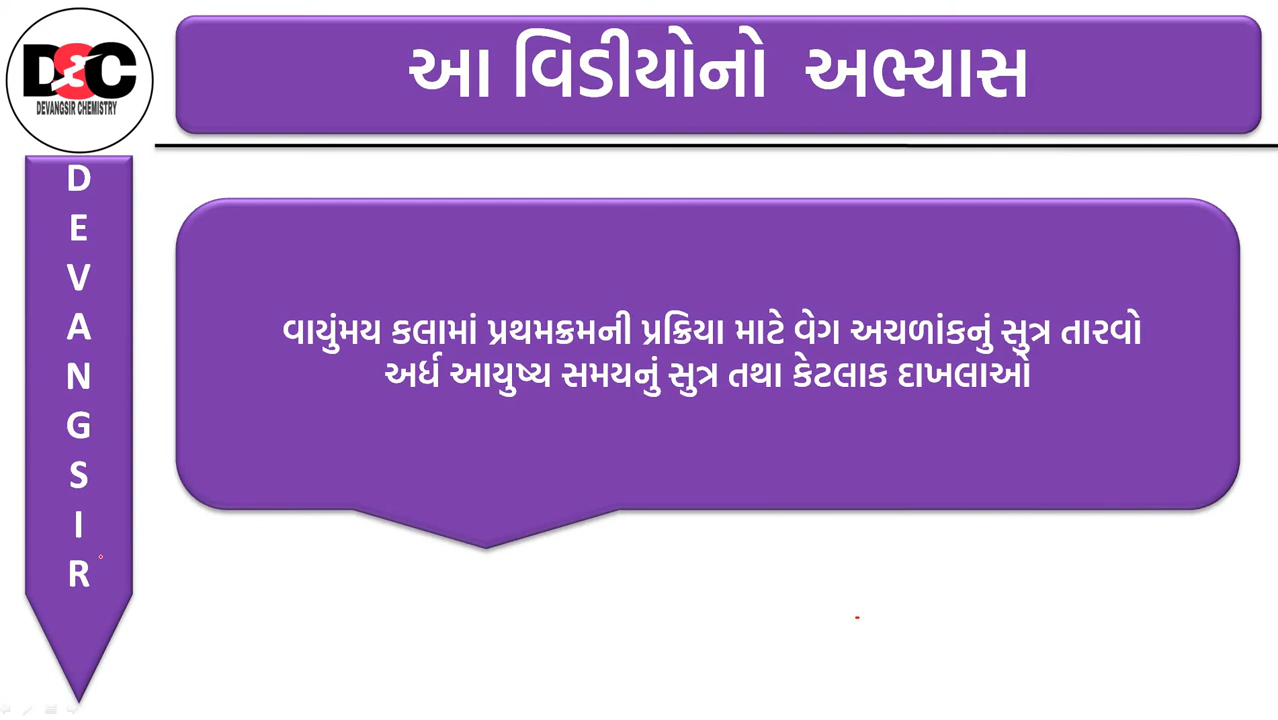 D&C
DEVANGSIR CHEMISTRY
આ વિડીયોનો અભ્યાસ
D
E
V
A
N
G
S
I
R
વાયુંમય કલામાં પ્રથમક્રમની પ્રક્રિયા માટે વેગ અચળાંકનું સુત્ર તારવો
અર્ધ આયુષ્ય સમયનું સુત્ર તથા કેટલાક દાખલાઓ